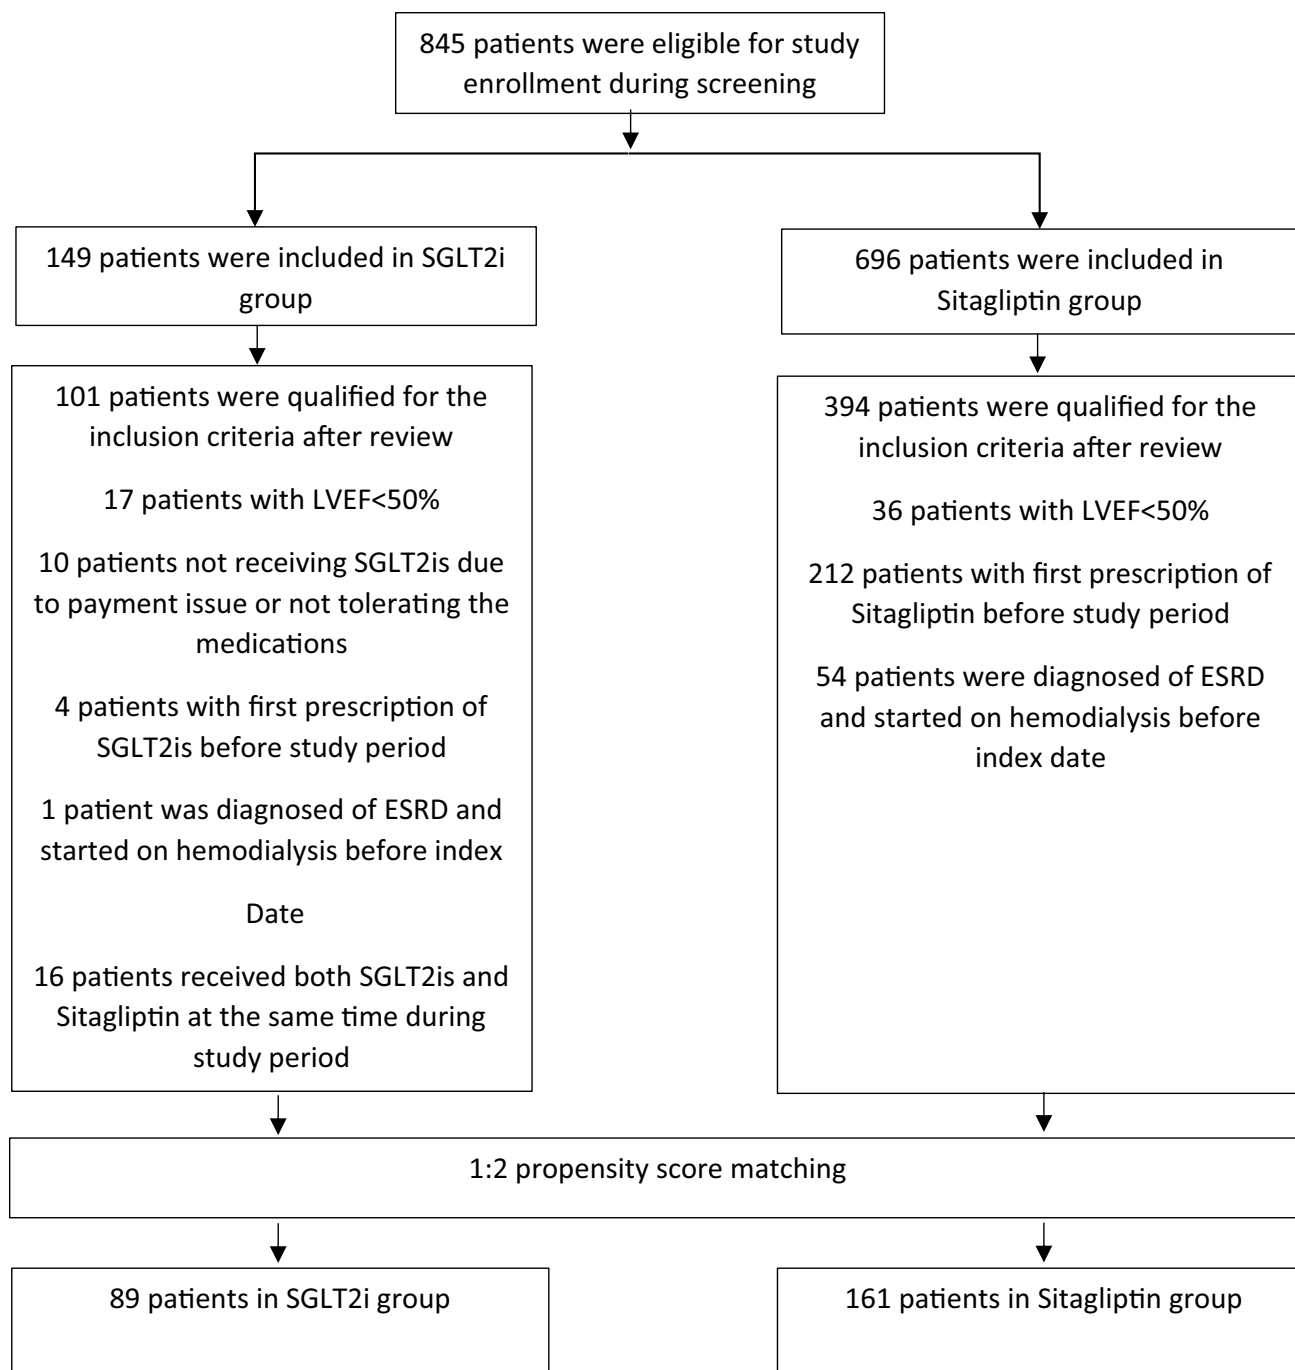 845 patients were eligible for study
enrollment during screening
149 patients were included in SGLT2i
group
696 patients were included in
Sitagliptin group
101 patients were qualified for the
inclusion criteria after review
17 patients with LVEF<50%
10 patients not receiving SGLT2is due
to payment issue or not tolerating the
medications
4 patients with first prescription of
SGLT2is before study period
1 patient was diagnosed of ESRD and
started on hemodialysis before index
Date
16 patients received both SGLT2is and
Sitagliptin at the same time during
study period
394 patients were qualified for the
inclusion criteria after review
36 patients with LVEF<50%
212 patients with first prescription of
Sitagliptin before study period
54 patients were diagnosed of ESRD
and started on hemodialysis before
index date
1:2 propensity score matching
89 patients in SGLT2i group
161 patients in Sitagliptin group